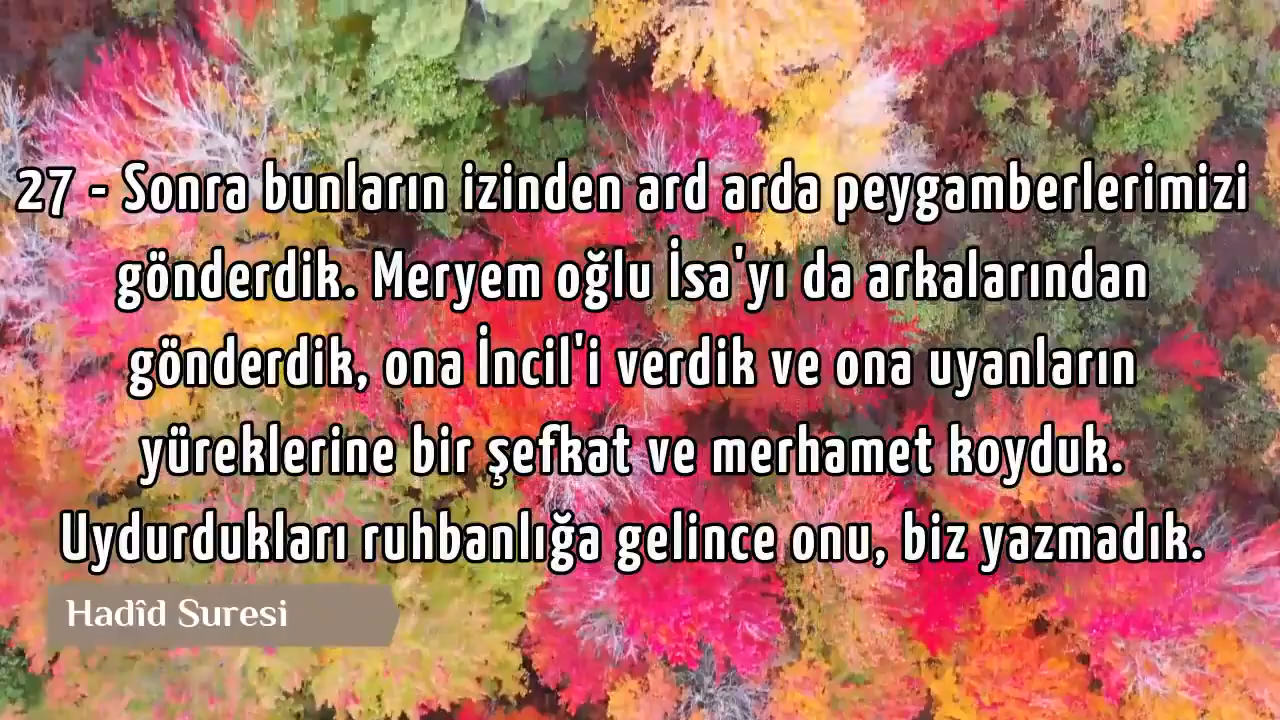 27 - Sonra bunların izinden ard arda peygamberlerimizi
gönderdik. Meryem oğlu İsa'yı da arkalarından
gönderdik, ona İncil'i verdik ve ona uyanların
yüreklerine bir şefkat ve merhamet koyduk.
Uydurdukları ruhbanlığa gelince onu, biz yazmadık.
Hadîd Suresi